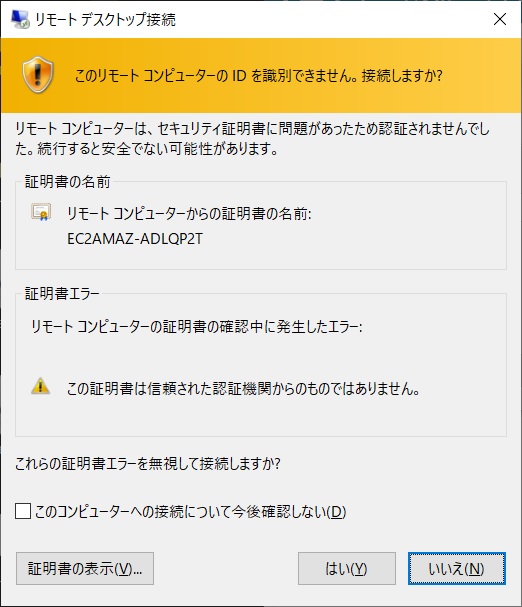 リモート デスクトップ接続
このリモート コンピューターの ID を識別できません。接続しますか?
リモート コンピューターは、セキュリティ証明書に問題があったため認証されませんでし
た。続行すると安全でない可能性があります。
証明書の名前
リモート コンピューターからの証明書の名前:
EC2AMAZ-ADLQP2T
証明書エラー
リモート コンピューターの証明書の確認中に発生したエラー:
この証明書は信頼された認証機関からのものではありません。
これらの証明書エラーを無視して接続しますか?
このコンピューターへの接続について今後確認しない(D)
証明書の表示(V)... はい(Y) いいえ(N)